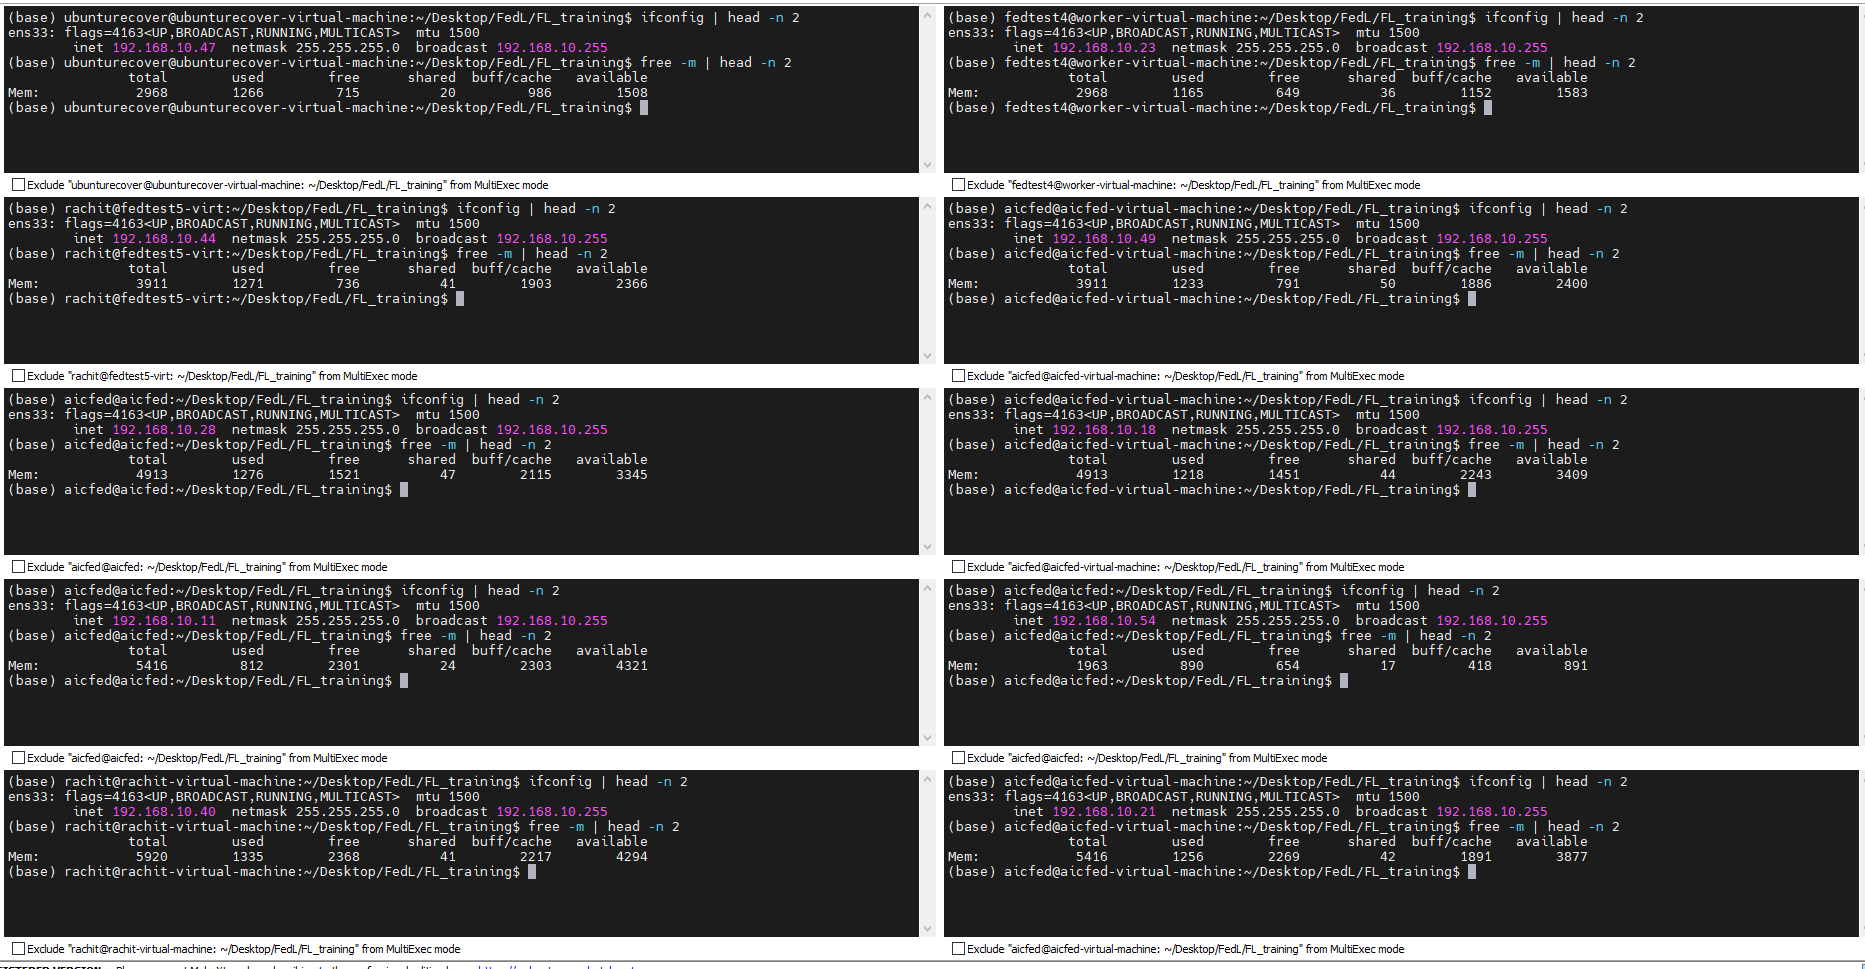 (base) ubunturecover@ubunturecover-virtual-machine:~/Desktop/FedL/FL_training$ ifconfig | head -n 2
ens33: flags=4163<UP,BROADCAST,RUNNING,MULTICAST>  mtu 1500
        inet 192.168.10.47  netmask 255.255.255.0  broadcast 192.168.10.255
(base) ubunturecover@ubunturecover-virtual-machine:~/Desktop/FedL/FL_training$ free -m | head -n 2
               total        used        free      shared  buff/cache   available
Mem:            2968        1266         715          20         986        1508
(base) ubunturecover@ubunturecover-virtual-machine:~/Desktop/FedL/FL_training$
Exclude "ubunturecover@ubunturecover-virtual-machine: ~/Desktop/FedL/FL_training" from MultiExec mode
(base) fedtest4@worker-virtual-machine:~/Desktop/FedL/FL_training$ ifconfig | head -n 2
ens33: flags=4163<UP,BROADCAST,RUNNING,MULTICAST>  mtu 1500
        inet 192.168.10.23  netmask 255.255.255.0  broadcast 192.168.10.255
(base) fedtest4@worker-virtual-machine:~/Desktop/FedL/FL_training$ free -m | head -n 2
               total        used        free      shared  buff/cache   available
Mem:            2968        1165         649          36        1152        1583
(base) fedtest4@worker-virtual-machine:~/Desktop/FedL/FL_training$
Exclude "fedtest4@worker-virtual-machine: ~/Desktop/FedL/FL_training" from MultiExec mode
(base) rachit@fedtest5-virt:~/Desktop/FedL/FL_training$ ifconfig | head -n 2
ens33: flags=4163<UP,BROADCAST,RUNNING,MULTICAST>  mtu 1500
        inet 192.168.10.44  netmask 255.255.255.0  broadcast 192.168.10.255
(base) rachit@fedtest5-virt:~/Desktop/FedL/FL_training$ free -m | head -n 2
               total        used        free      shared  buff/cache   available
Mem:            3911        1271         736          41        1903        2366
(base) rachit@fedtest5-virt:~/Desktop/FedL/FL_training$
Exclude "rachit@fedtest5-virt: ~/Desktop/FedL/FL_training" from MultiExec mode
(base) aicfed@aicfed-virtual-machine:~/Desktop/FedL/FL_training$ ifconfig | head -n 2
ens33: flags=4163<UP,BROADCAST,RUNNING,MULTICAST>  mtu 1500
        inet 192.168.10.49  netmask 255.255.255.0  broadcast 192.168.10.255
(base) aicfed@aicfed-virtual-machine:~/Desktop/FedL/FL_training$ free -m | head -n 2
               total        used        free      shared  buff/cache   available
Mem:            3911        1233         791          50        1886        2400
(base) aicfed@aicfed-virtual-machine:~/Desktop/FedL/FL_training$
Exclude "aicfed@aicfed-virtual-machine: ~/Desktop/FedL/FL_training" from MultiExec mode
(base) aicfed@aicfed:~/Desktop/FedL/FL_training$ ifconfig | head -n 2
ens33: flags=4163<UP,BROADCAST,RUNNING,MULTICAST>  mtu 1500
        inet 192.168.10.28  netmask 255.255.255.0  broadcast 192.168.10.255
(base) aicfed@aicfed:~/Desktop/FedL/FL_training$ free -m | head -n 2
               total        used        free      shared  buff/cache   available
Mem:            4913        1276        1521          47        2115        3345
(base) aicfed@aicfed:~/Desktop/FedL/FL_training$
Exclude "aicfed@aicfed: ~/Desktop/FedL/FL_training" from MultiExec mode
(base) aicfed@aicfed-virtual-machine:~/Desktop/FedL/FL_training$ ifconfig | head -n 2
ens33: flags=4163<UP,BROADCAST,RUNNING,MULTICAST>  mtu 1500
        inet 192.168.10.18  netmask 255.255.255.0  broadcast 192.168.10.255
(base) aicfed@aicfed-virtual-machine:~/Desktop/FedL/FL_training$ free -m | head -n 2
               total        used        free      shared  buff/cache   available
Mem:            4913        1218        1451          44        2243        3409
(base) aicfed@aicfed-virtual-machine:~/Desktop/FedL/FL_training$
Exclude "aicfed@aicfed-virtual-machine: ~/Desktop/FedL/FL_training" from MultiExec mode
(base) aicfed@aicfed:~/Desktop/FedL/FL_training$ ifconfig | head -n 2
ens33: flags=4163<UP,BROADCAST,RUNNING,MULTICAST>  mtu 1500
        inet 192.168.10.11  netmask 255.255.255.0  broadcast 192.168.10.255
(base) aicfed@aicfed:~/Desktop/FedL/FL_training$ free -m | head -n 2
               total        used        free      shared  buff/cache   available
Mem:            5416         812        2301          24        2303        4321
(base) aicfed@aicfed:~/Desktop/FedL/FL_training$
Exclude "aicfed@aicfed: ~/Desktop/FedL/FL_training" from MultiExec mode
(base) aicfed@aicfed:~/Desktop/FedL/FL_training$ ifconfig | head -n 2
ens33: flags=4163<UP,BROADCAST,RUNNING,MULTICAST>  mtu 1500
        inet 192.168.10.54  netmask 255.255.255.0  broadcast 192.168.10.255
(base) aicfed@aicfed:~/Desktop/FedL/FL_training$ free -m | head -n 2
               total        used        free      shared  buff/cache   available
Mem:            1963         890         654          17         418         891
(base) aicfed@aicfed:~/Desktop/FedL/FL_training$
Exclude "aicfed@aicfed: ~/Desktop/FedL/FL_training" from MultiExec mode
(base) rachit@rachit-virtual-machine:~/Desktop/FedL/FL_training$ ifconfig | head -n 2
ens33: flags=4163<UP,BROADCAST,RUNNING,MULTICAST>  mtu 1500
        inet 192.168.10.40  netmask 255.255.255.0  broadcast 192.168.10.255
(base) rachit@rachit-virtual-machine:~/Desktop/FedL/FL_training$ free -m | head -n 2
               total        used        free      shared  buff/cache   available
Mem:            5920        1335        2368          41        2217        4294
(base) rachit@rachit-virtual-machine:~/Desktop/FedL/FL_training$
Exclude "rachit@rachit-virtual-machine: ~/Desktop/FedL/FL_training" from MultiExec mode
(base) aicfed@aicfed-virtual-machine:~/Desktop/FedL/FL_training$ ifconfig | head -n 2
ens33: flags=4163<UP,BROADCAST,RUNNING,MULTICAST>  mtu 1500
        inet 192.168.10.21  netmask 255.255.255.0  broadcast 192.168.10.255
(base) aicfed@aicfed-virtual-machine:~/Desktop/FedL/FL_training$ free -m | head -n 2
               total        used        free      shared  buff/cache   available
Mem:            5416        1256        2269          42        1891        3877
(base) aicfed@aicfed-virtual-machine:~/Desktop/FedL/FL_training$
Exclude "aicfed@aicfed-virtual-machine: ~/Desktop/FedL/FL_training" from MultiExec mode